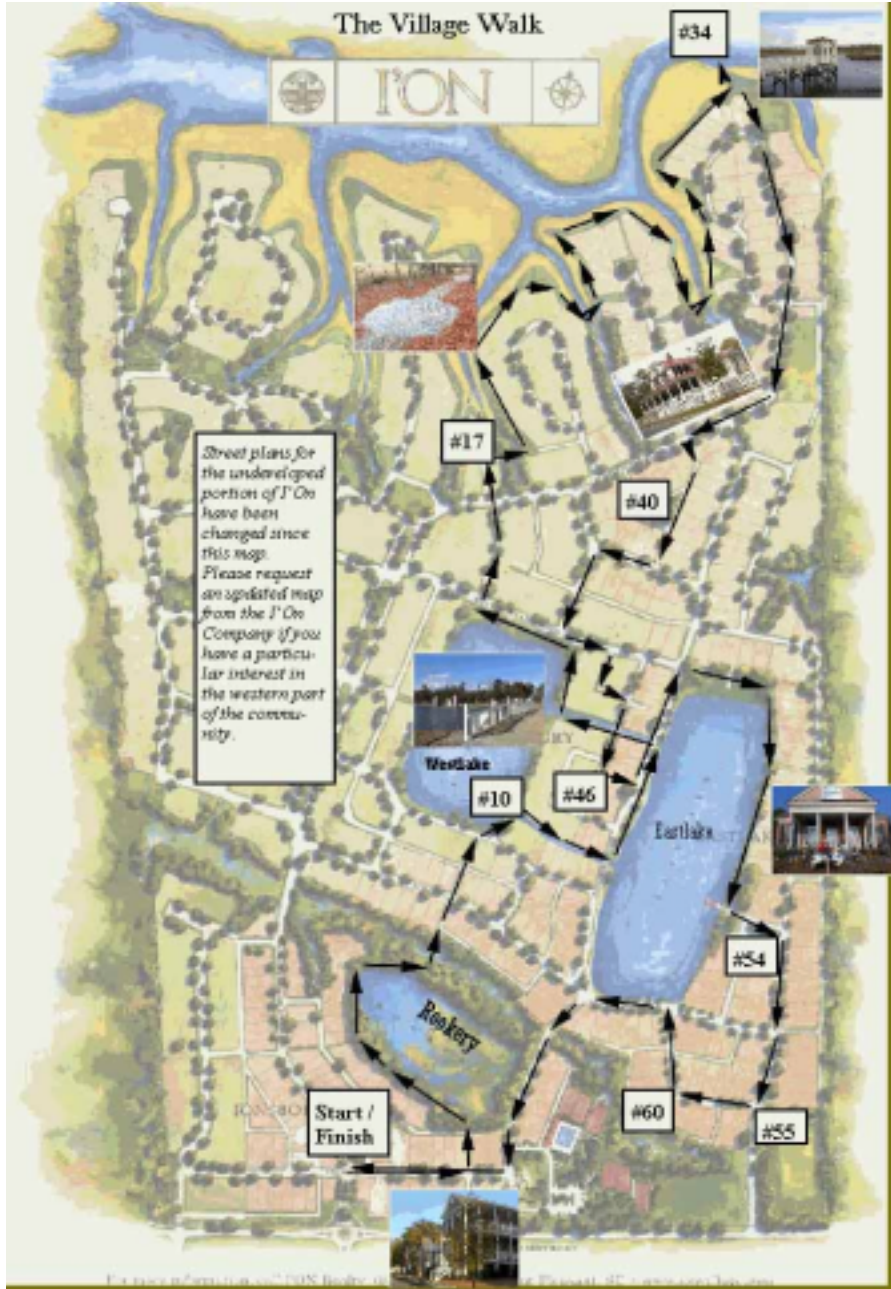 The Village Walk
#34
I'ON
#17
Street plans for
the undeveloped
portion of I'On
have been
changed since
this map.
Please request
an updated map
from the I'On
Company if you
have a particu-
lar interest in
the western part
of the commu-
nity.
#40
Westlake
#10
#46
Eastlake
#54
Rookery
Start /
Finish
#60
#55